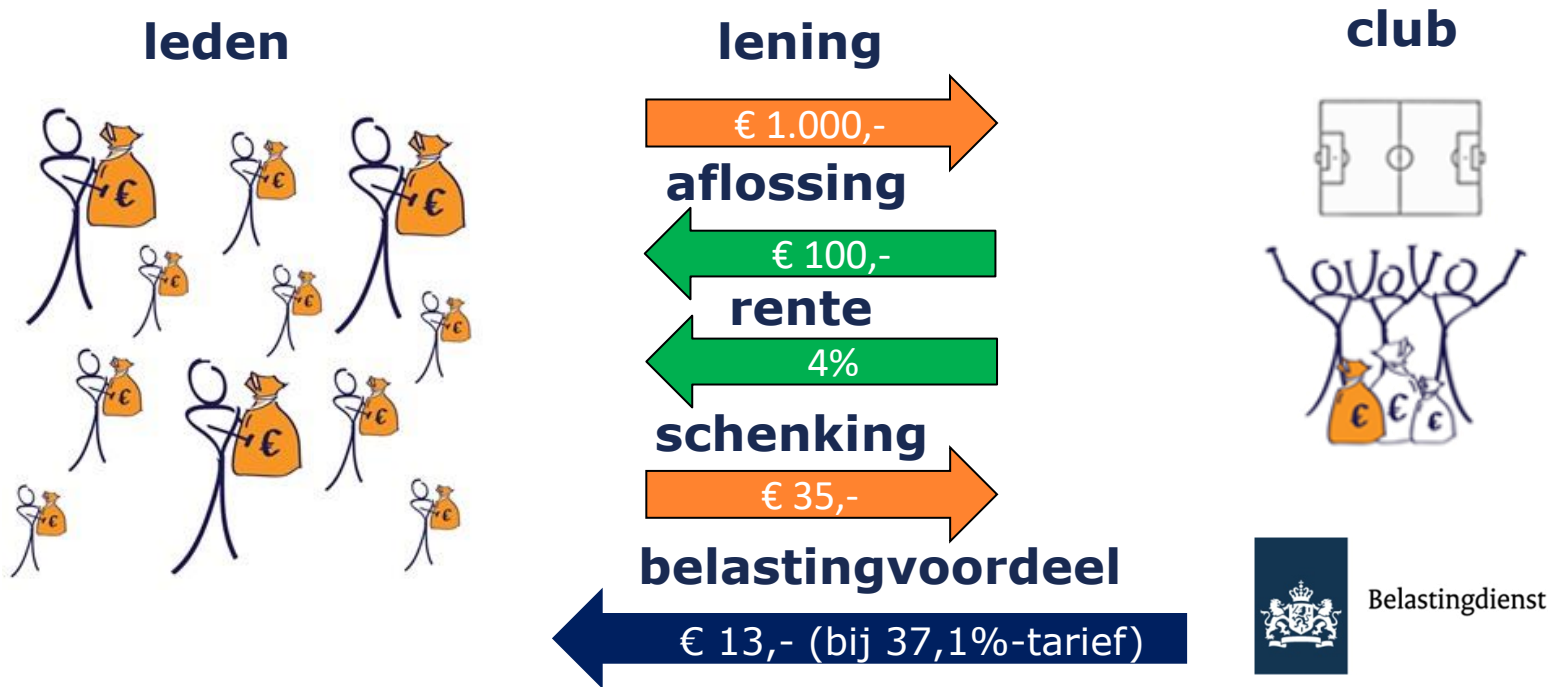 leden
lening
club
€ 1.000,-
aflossing
€ 100,-
rente
4%
schenking
€ 35,-
belastingvoordeel
€ 13,- (bij 37,1%-tarief)
Belastingdienst
€
€
€
€
€
€
€
€
€
€
€
€
€
€